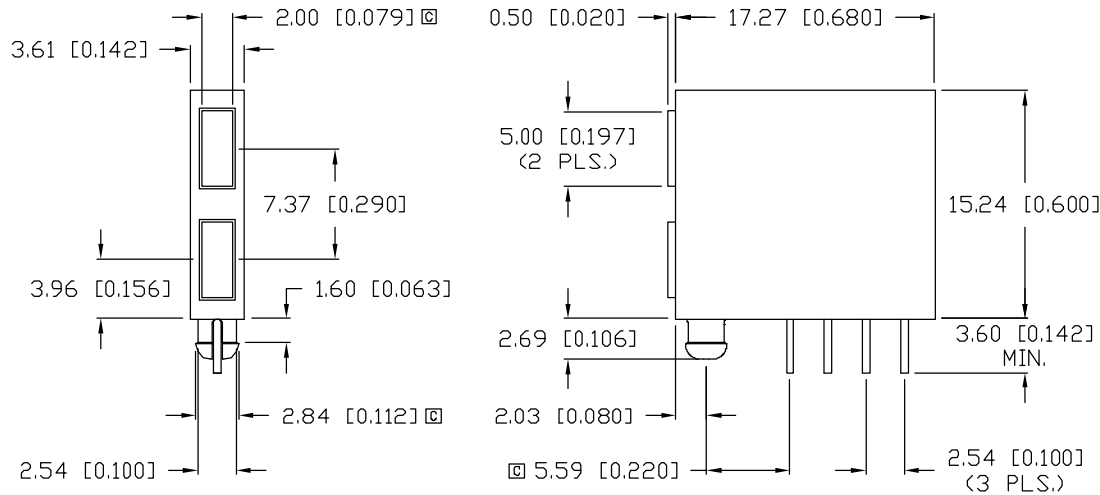 2.00 [0.079] C
0.50 [0.020]
17.27 [0.680]
3.61 [0.142]
5.00 [0.197]
(2 PLS.)
7.37 [0.290]
15.24 [0.600]
3.96 [0.156]
1.60 [0.063]
2.69 [0.106]
3.60 [0.142]
MIN.
2.84 [0.112] C
2.03 [0.080]
2.54 [0.100]
C 5.59 [0.220]
2.54 [0.100]
(3 PLS.)